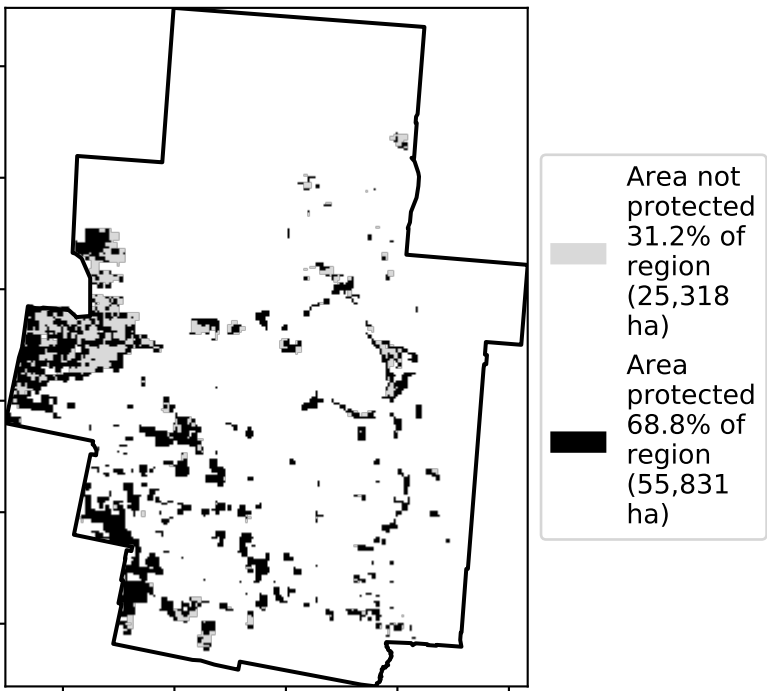 Area not
protected
31.2% of
region
(25,318
ha)
Area
protected
68.8% of
region
(55,831
ha)